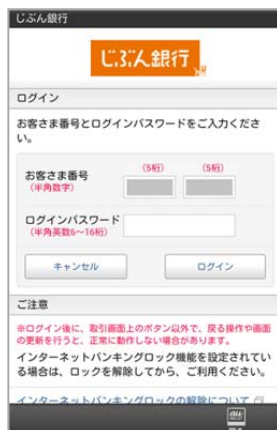 じぶん銀行
じぶん銀行
ログイン
お客さま番号とログインパスワードをご入力くださ
い。
(5桁) (5桁)
お客さま番号
(半角数字)
ログインパスワード
(半角英数6～16桁)
キャンセル ログイン
ご注意
※ログイン後に、取引画面上のボタン以外で、戻る操作や画面
の更新を行うと、正常に動作しない場合があります。
インターネットバンキングロック機能を設定されてい
る場合は、ロックを解除してから、ご利用ください。
インターネットバンキングロックの解除について